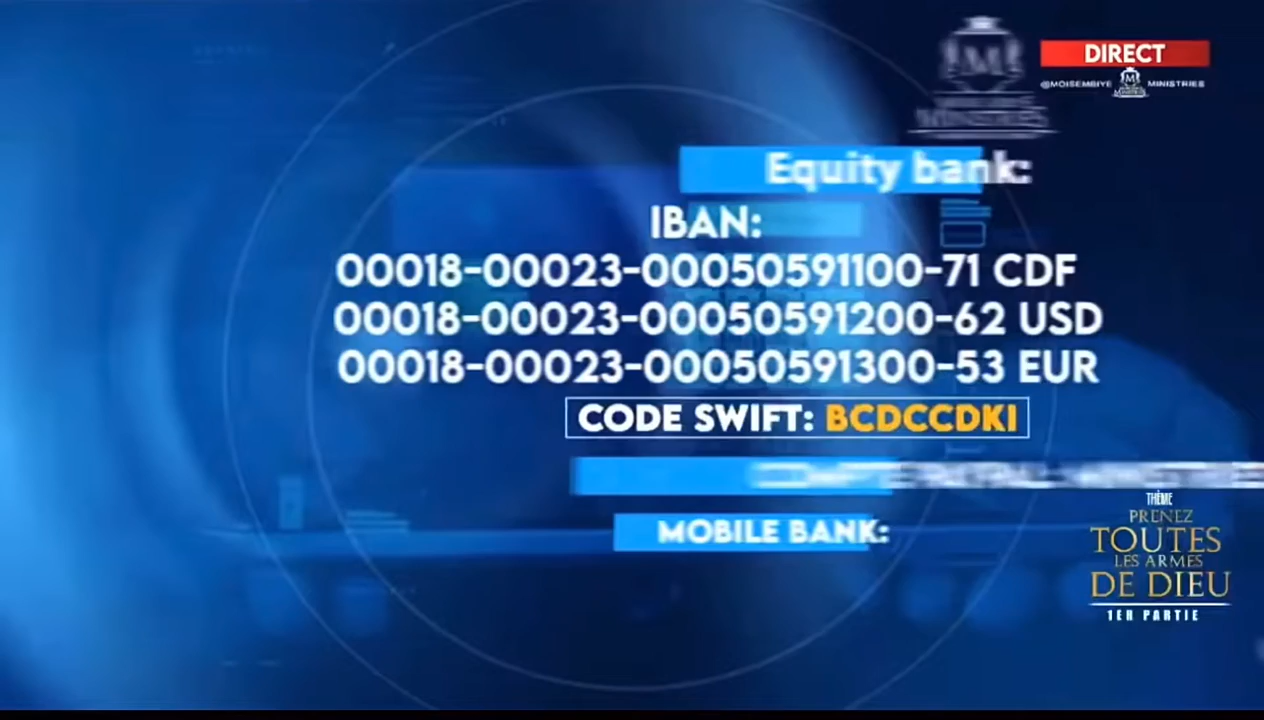 DIRECT
@MOISEMBIYE MINISTRIES
MINISTRIES
Equity bank:
IBAN:
00018-00023-00050591100-71 CDF
00018-00023-00050591200-62 USD
00018-00023-00050591300-53 EUR
CODE SWIFT: BCDCCDKI
MOBILE BANK:
THÈME
PRENEZ
TOUTES
LES ARMES
DE DIEU
1ER PARTIE